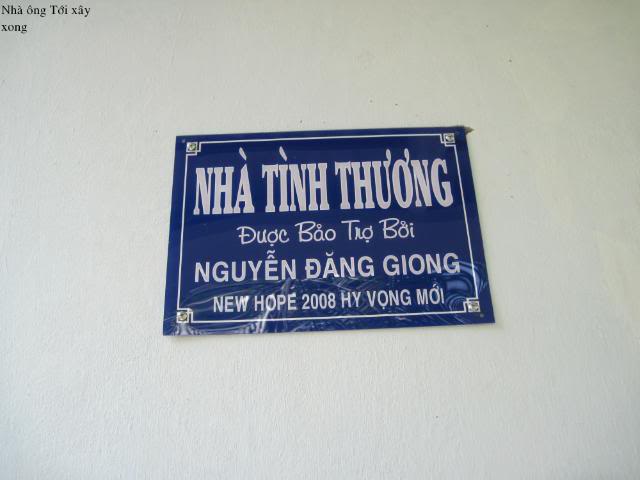 Nhà ông Tới xây
xong
NHÀ TÌNH THƯƠNG
Được Bảo Trợ Bởi
NGUYỄN ĐĂNG GIONG
NEW HOPE 2008 HY VỌNG MỚI